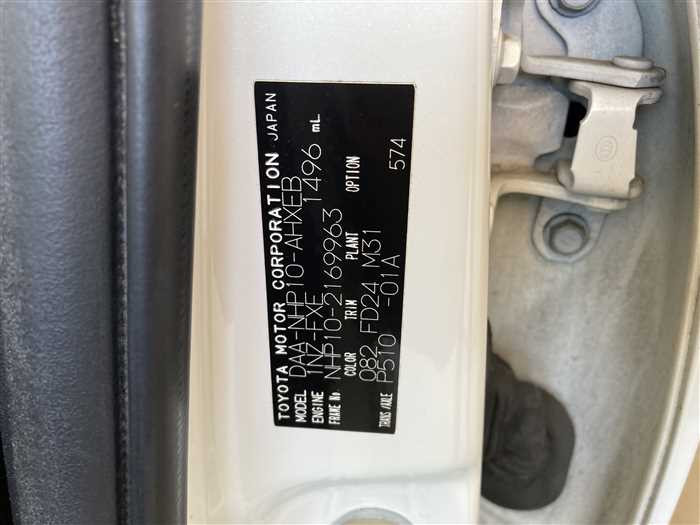 TOYOTA MOTOR CORPORATION JAPAN
MODEL DAA-NHP10-AHXEB
ENGINE 1NZ-FXE 1496 mL
FRAME No. NHP10-2169963
COLOR TRIM PLANT OPTION
082 FD24 M31
TRANS/AXLE P510 -01A 574